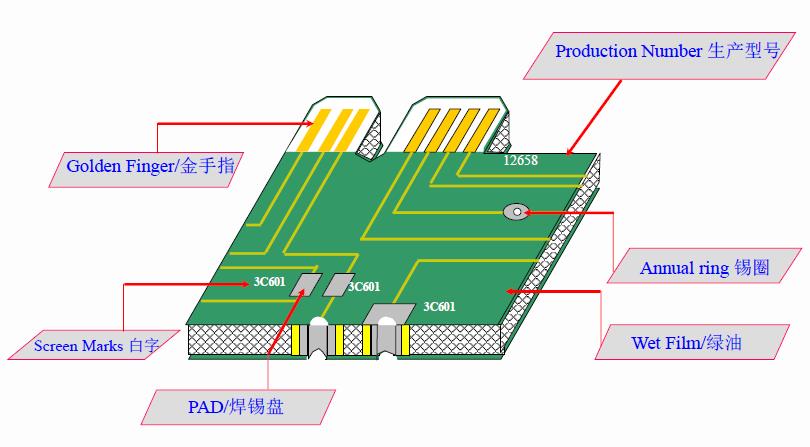 Production Number 生产型号
Golden Finger/金手指
12658
Annual ring 锡圈
3C601
3C601
3C601
Screen Marks 白字
Wet Film/绿油
PAD/焊锡盘